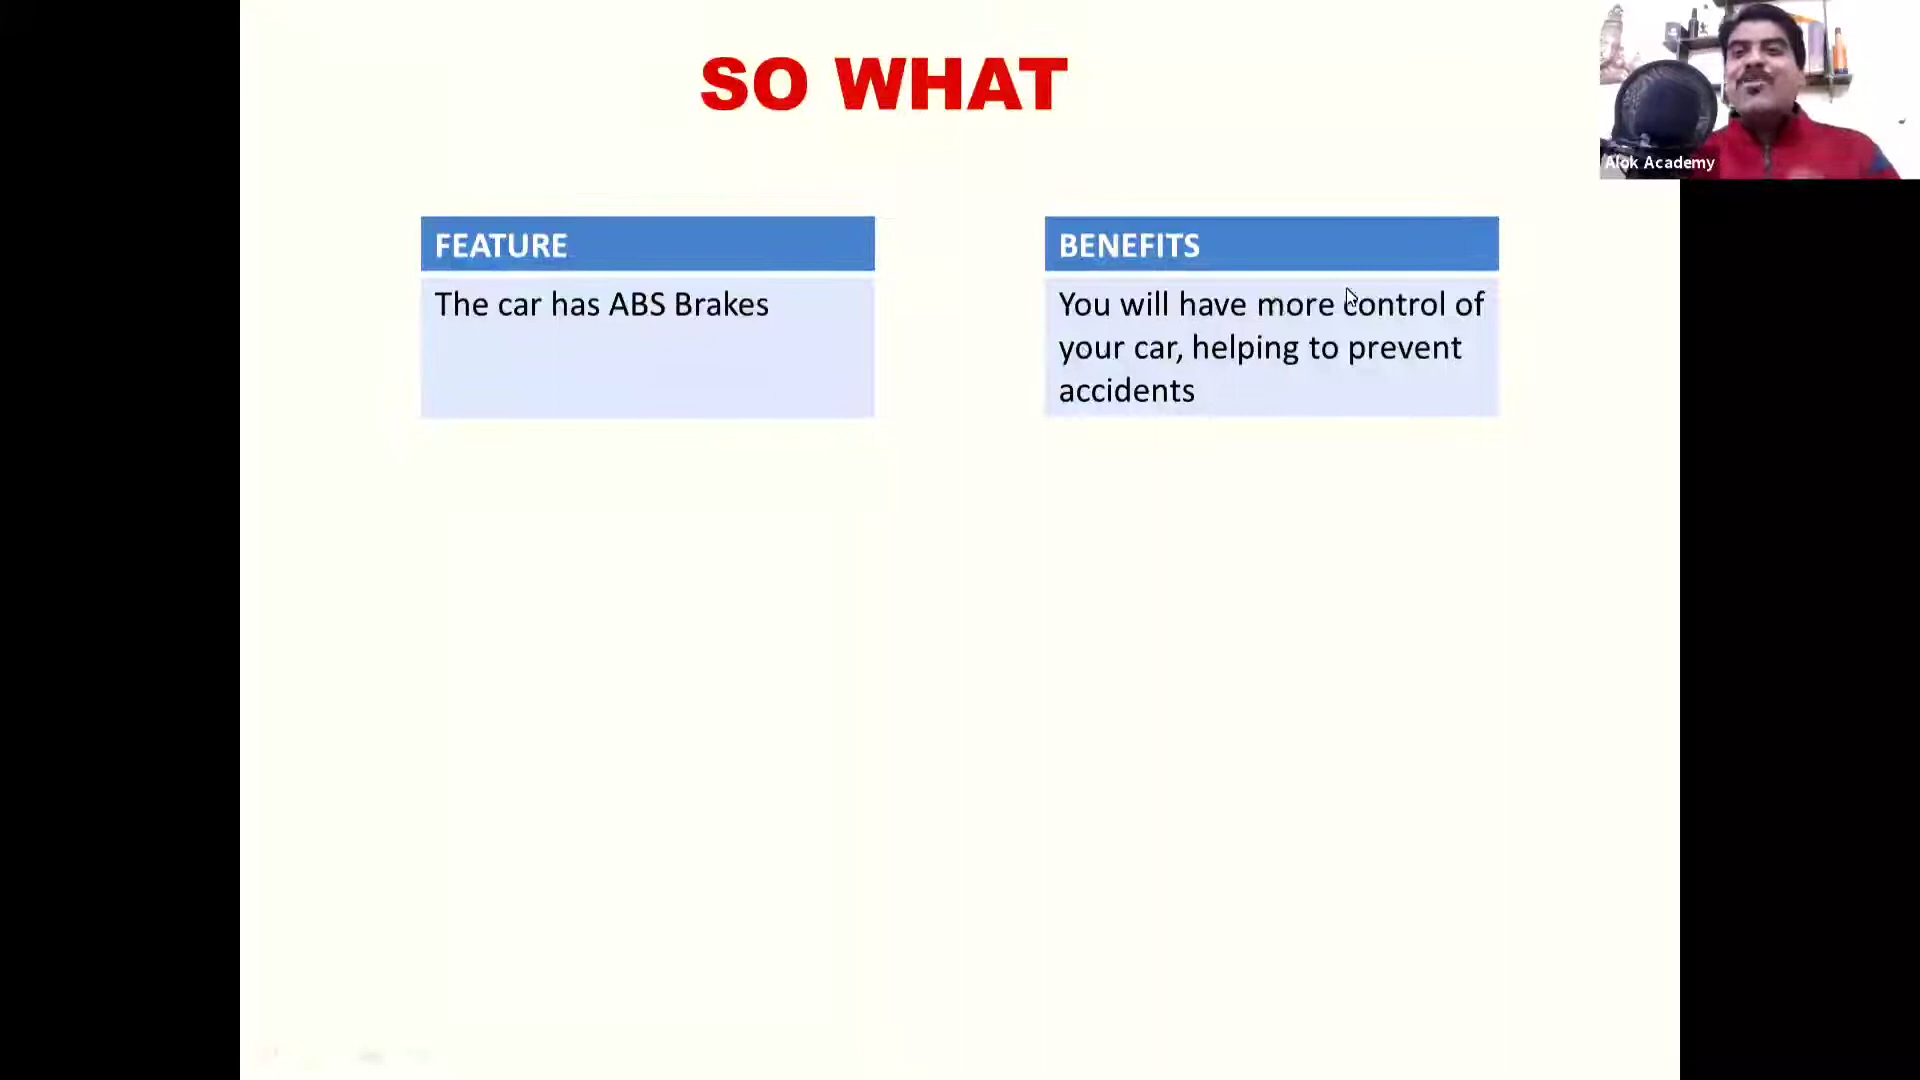 SO WHAT
Alok Academy
FEATURE
The car has ABS Brakes
BENEFITS
You will have more control of
your car, helping to prevent
accidents